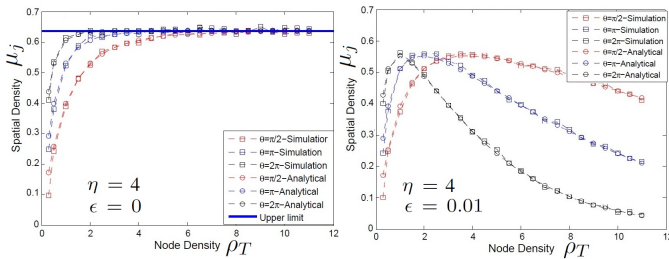 0.7
0.6
0.5
0.4
0.3
0.2
0.1
0
Spatial Density μj
0 2 4 6 8 10 12
Node Density ρT
η = 4
ϵ = 0
θ=π/2−Simulation
θ=π−Simulation
θ=2π−Simulation
θ=π/2−Analytical
θ=π−Analytical
θ=2π−Analytical
Upper limit
0.7
0.6
0.5
0.4
0.3
0.2
0.1
0
Spatial Density μj
0 2 4 6 8 10 12
Node Density ρT
η = 4
ϵ = 0.01
θ=π/2−Simulation
θ=π−Simulation
θ=2π−Simulation
θ=π/2−Analytical
θ=π−Analytical
θ=2π−Analytical